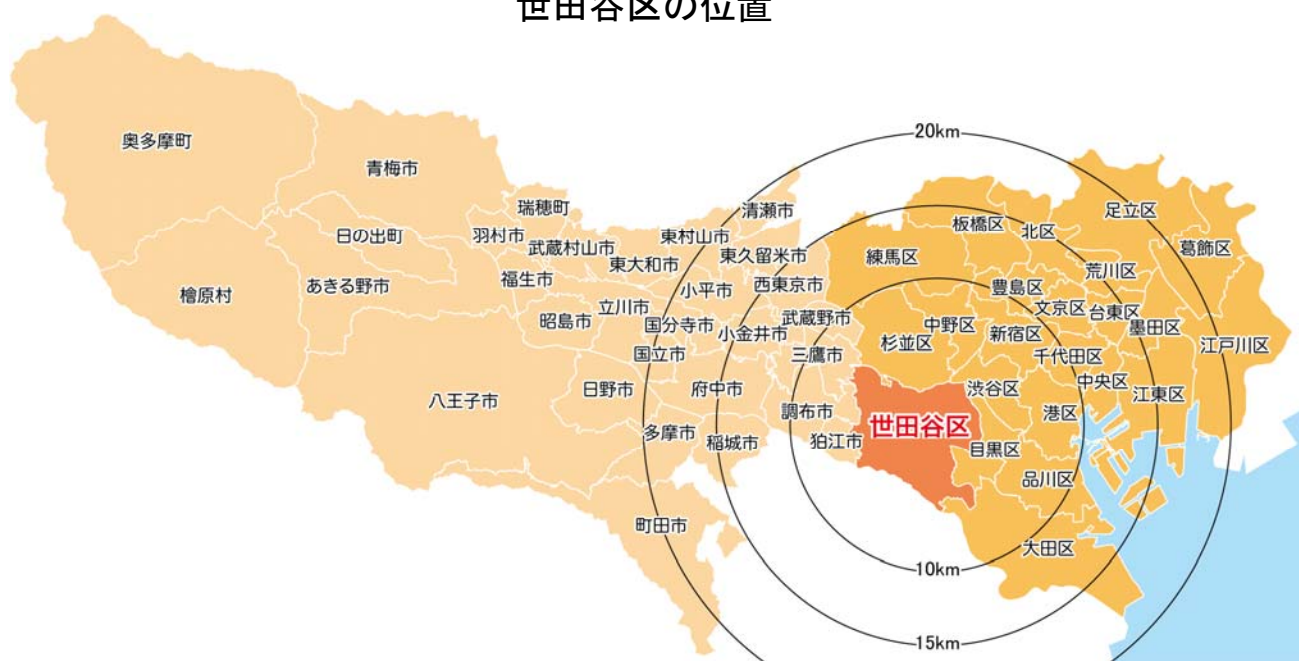 世田谷区の位置
20km
奥多摩町
青梅市
瑞穂町
清瀬市
足立区
板橋区
北区
日の出町
羽村市
武蔵村山市
東村山市
東久留米市
練馬区
葛飾区
東大和市
荒川区
檜原村
あきる野市
福生市
小平市
西東京市
豊島区
立川市
文京区
台東区
昭島市
国分寺市
小金井市
武蔵野市
中野区
新宿区
墨田区
国立市
三鷹市
杉並区
千代田区
江戸川区
日野市
府中市
渋谷区
中央区
江東区
八王子市
調布市
港区
世田谷区
多摩市
稲城市
狛江市
目黒区
品川区
町田市
大田区
10km
15km